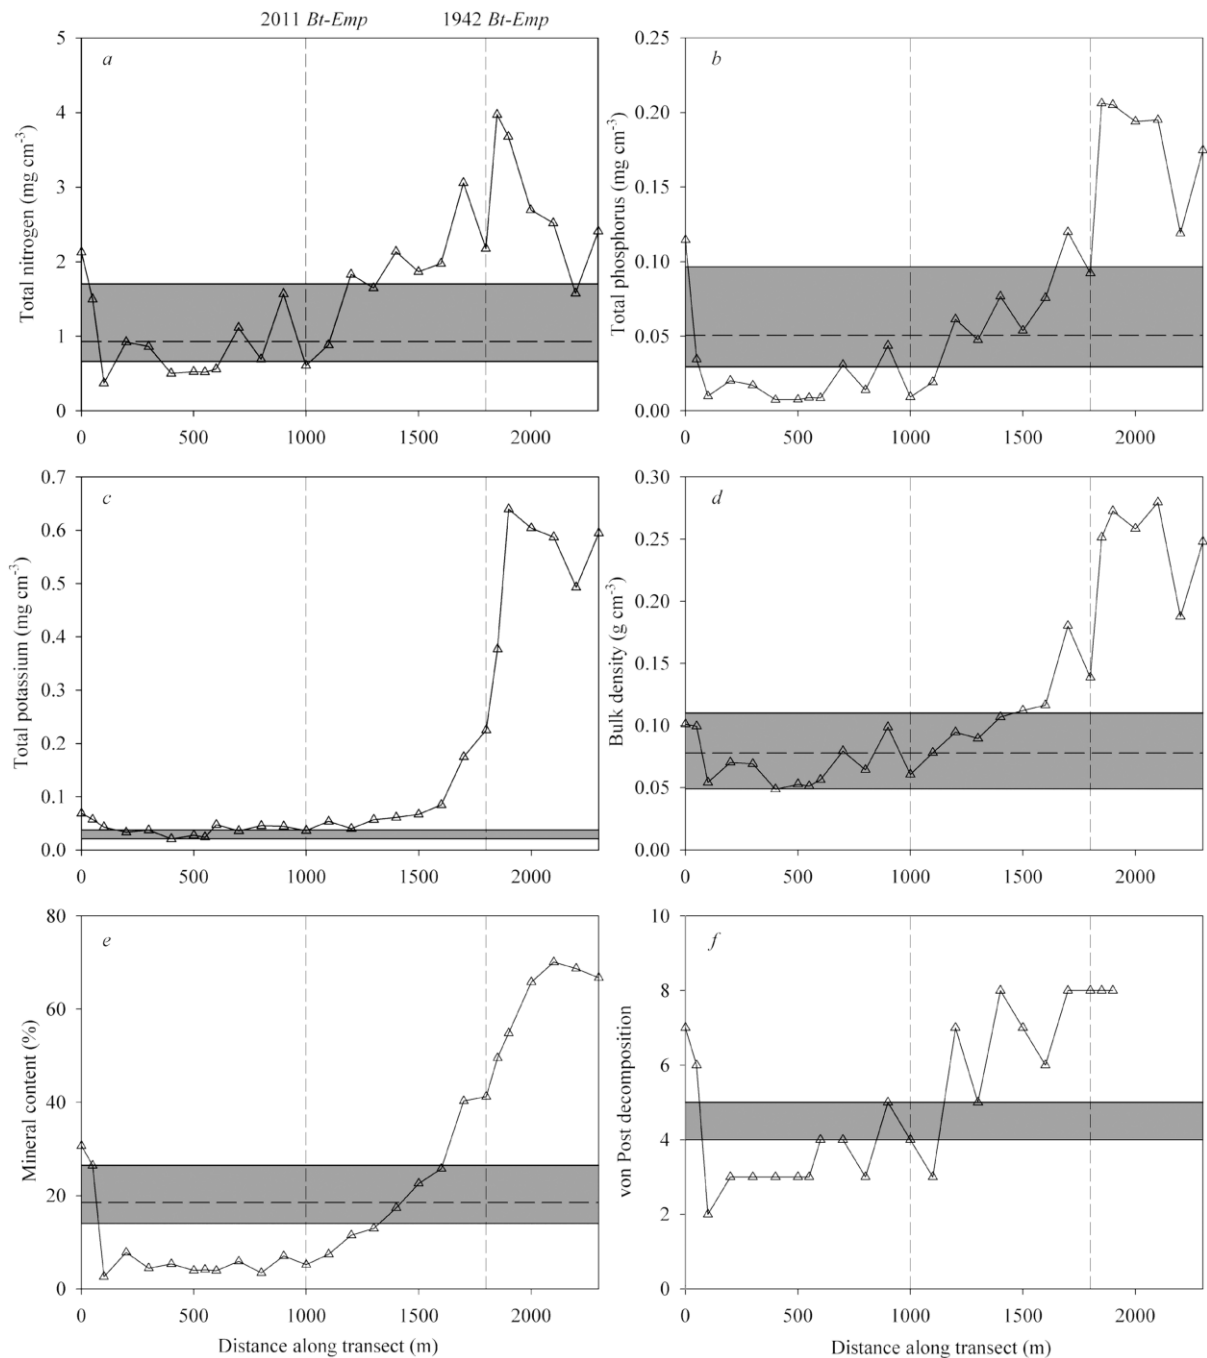 2011 Bt-Emp 1942 Bt-Emp
a
Total nitrogen (mg cm-3)
5
4
3
2
1
0
0 500 1000 1500 2000
b
Total phosphorus (mg cm-3)
0.25
0.20
0.15
0.10
0.05
0.00
0 500 1000 1500 2000
c
Total potassium (mg cm-3)
0.7
0.6
0.5
0.4
0.3
0.2
0.1
0.0
0 500 1000 1500 2000
d
Bulk density (g cm-3)
0.30
0.25
0.20
0.15
0.10
0.05
0.00
0 500 1000 1500 2000
e
Mineral content (%)
80
60
40
20
0
0 500 1000 1500 2000
Distance along transect (m)
f
von Post decomposition
10
8
6
4
2
0
0 500 1000 1500 2000
Distance along transect (m)